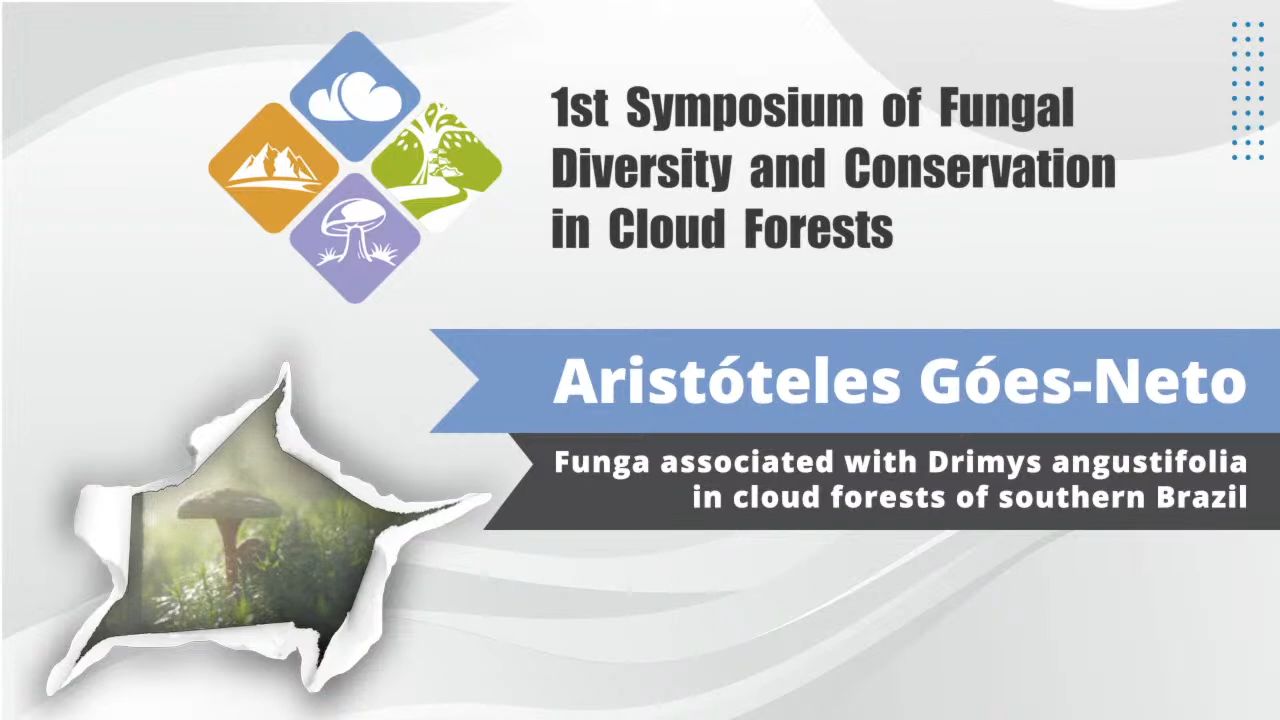 1st Symposium of Fungal
Diversity and Conservation
in Cloud Forests
Aristóteles Góes-Neto
Funga associated with Drimys angustifolia
in cloud forests of southern Brazil